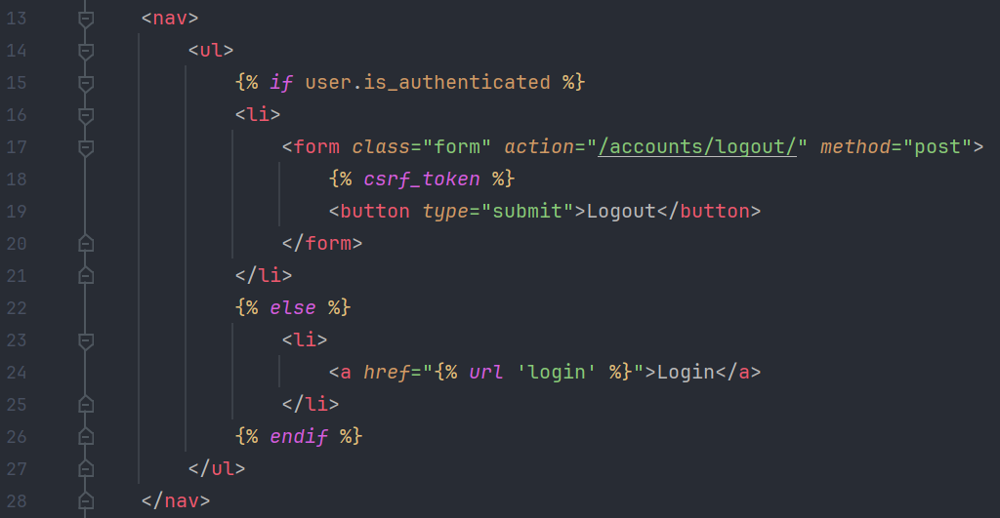 13 <nav>
14 <ul>
15 {% if user.is_authenticated %}
16 <li>
17 <form class="form" action="/accounts/logout/" method="post">
18 {% csrf_token %}
19 <button type="submit">Logout</button>
20 </form>
21 </li>
22 {% else %}
23 <li>
24 <a href="{% url 'login' %}">Login</a>
25 </li>
26 {% endif %}
27 </ul>
28 </nav>